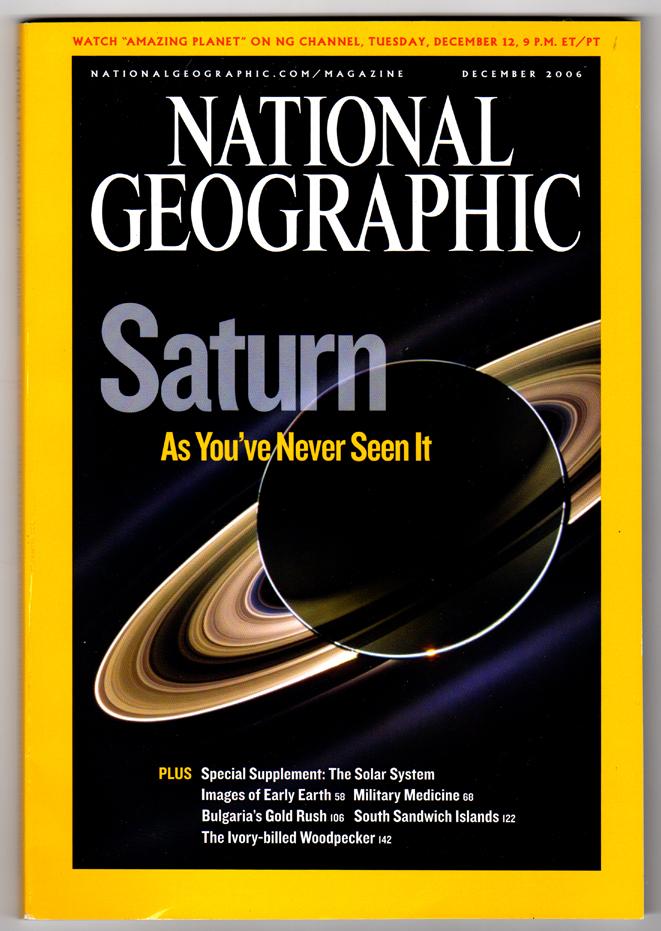 WATCH "AMAZING PLANET" ON NG CHANNEL, TUESDAY, DECEMBER 12, 9 P.M. ET/PT
NATIONALGEOGRAPHIC.COM/MAGAZINE DECEMBER 2006
NATIONAL
GEOGRAPHIC
Saturn
As You've Never Seen It
PLUS Special Supplement: The Solar System
Images of Early Earth 58 Military Medicine 68
Bulgaria's Gold Rush 106 South Sandwich Islands 122
The Ivory-billed Woodpecker 142